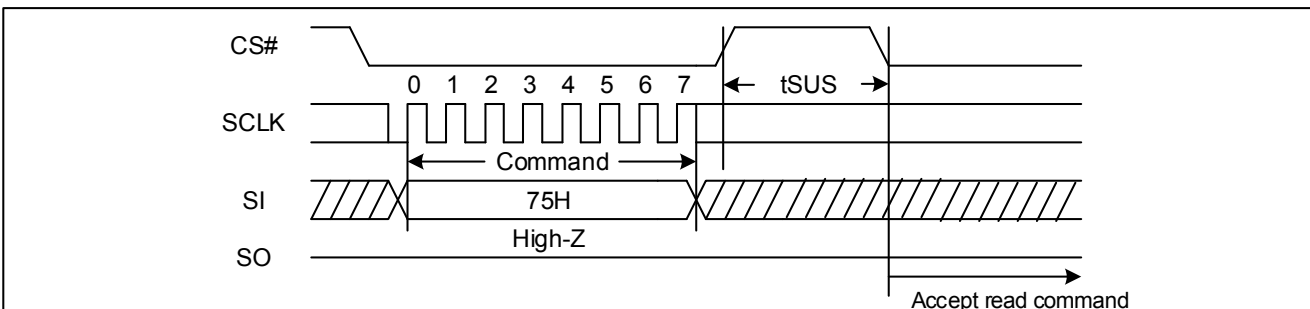 CS#
tSUS
0 1 2 3 4 5 6 7
SCLK
Command
SI
75H
High-Z
SO
Accept read command